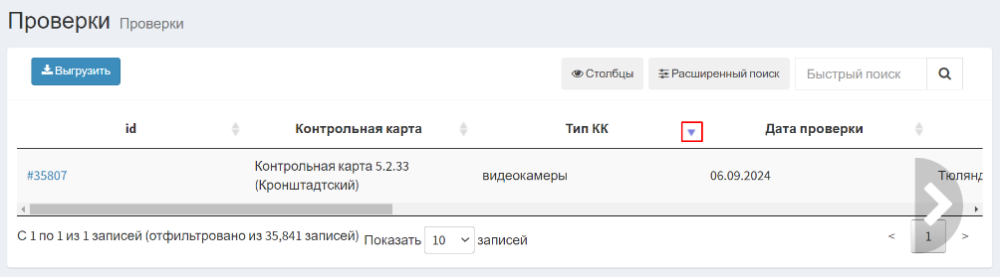 Проверки Проверки
Выгрузить Столбцы Расширенный поиск Быстрый поиск
id Контрольная карта Тип КК Дата проверки
#35807 Контрольная карта 5.2.33 (Кронштадтский) видеокамеры 06.09.2024 Тюлянд
С 1 по 1 из 1 записей (отфильтровано из 35,841 записей) Показать 10 записей < 1 >